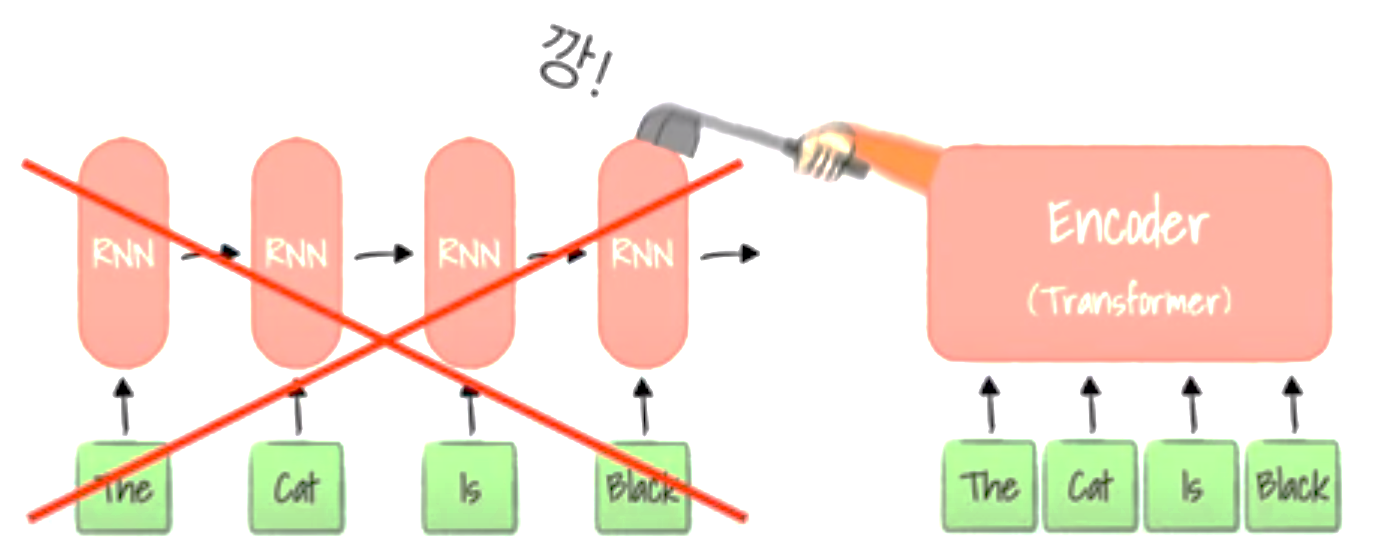 깡!
RNN RNN RNN RNN
The Cat Is Black
Encoder
(Transformer)
The Cat Is Black